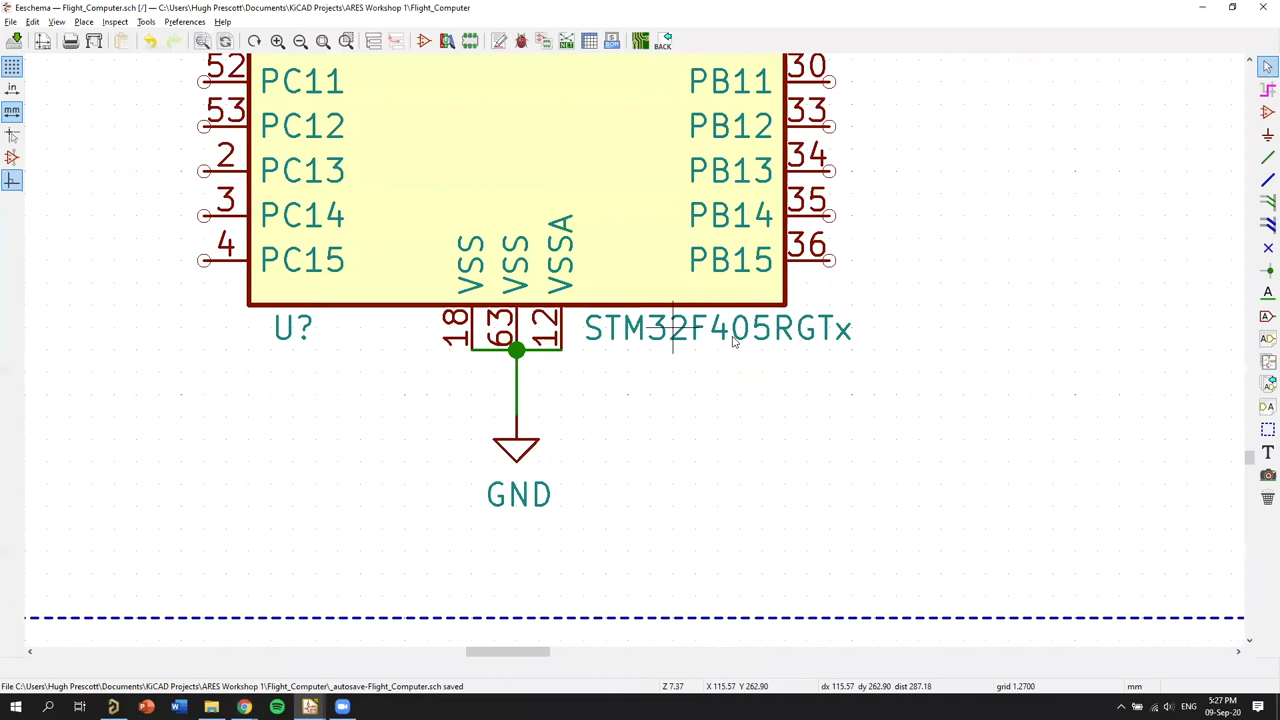 Eeschema — Flight_Computer.sch [/] — C:\Users\Hugh Prescott\Documents\KiCAD Projects\ARES Workshop 1\Flight_Computer
File Edit View Place Inspect Tools Preferences Help
BACK
in
mm
52 PC11 PB11 30
53 PC12 PB12 33
2 PC13 PB13 34
3 PC14 PB14 35
4 PC15 PB15 36
VSS VSS VSSA
18 63 12
U? STM32F405RGTx
GND
File C:\Users\Hugh Prescott\Documents\KiCAD Projects\ARES Workshop 1\Flight_Computer\_autosave-Flight_Computer.sch saved
Z 7.37 X 115.57 Y 262.90 dx 115.57 dy 262.90 dist 287.18 grid 1.2700 mm
5:27 PM
09-Sep-20